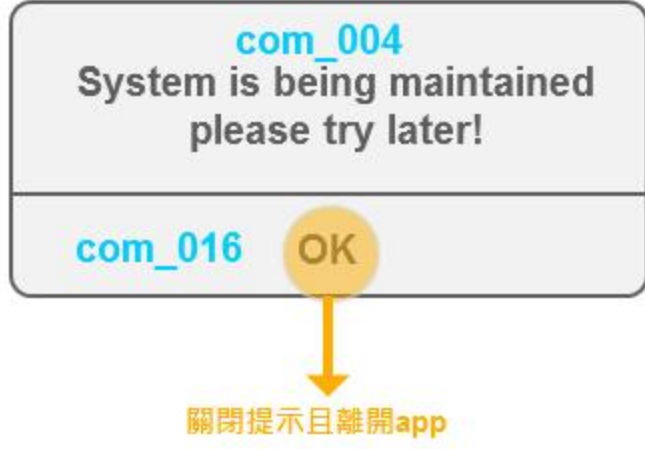 com_004
System is being maintained
please try later!
com_016 OK
關閉提示且離開app